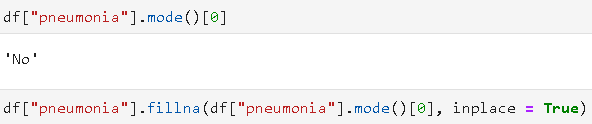 df["pneumonia"].mode()[0]
'No'
df["pneumonia"].fillna(df["pneumonia"].mode()[0], inplace = True)